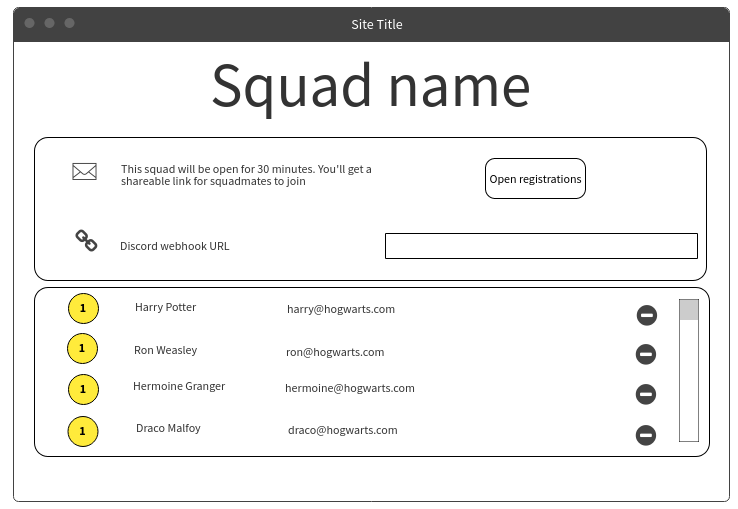 Site Title
Squad name
This squad will be open for 30 minutes. You'll get a
shareable link for squadmates to join
Open registrations
Discord webhook URL
1 Harry Potter harry@hogwarts.com
1 Ron Weasley ron@hogwarts.com
1 Hermoine Granger hermoine@hogwarts.com
1 Draco Malfoy draco@hogwarts.com